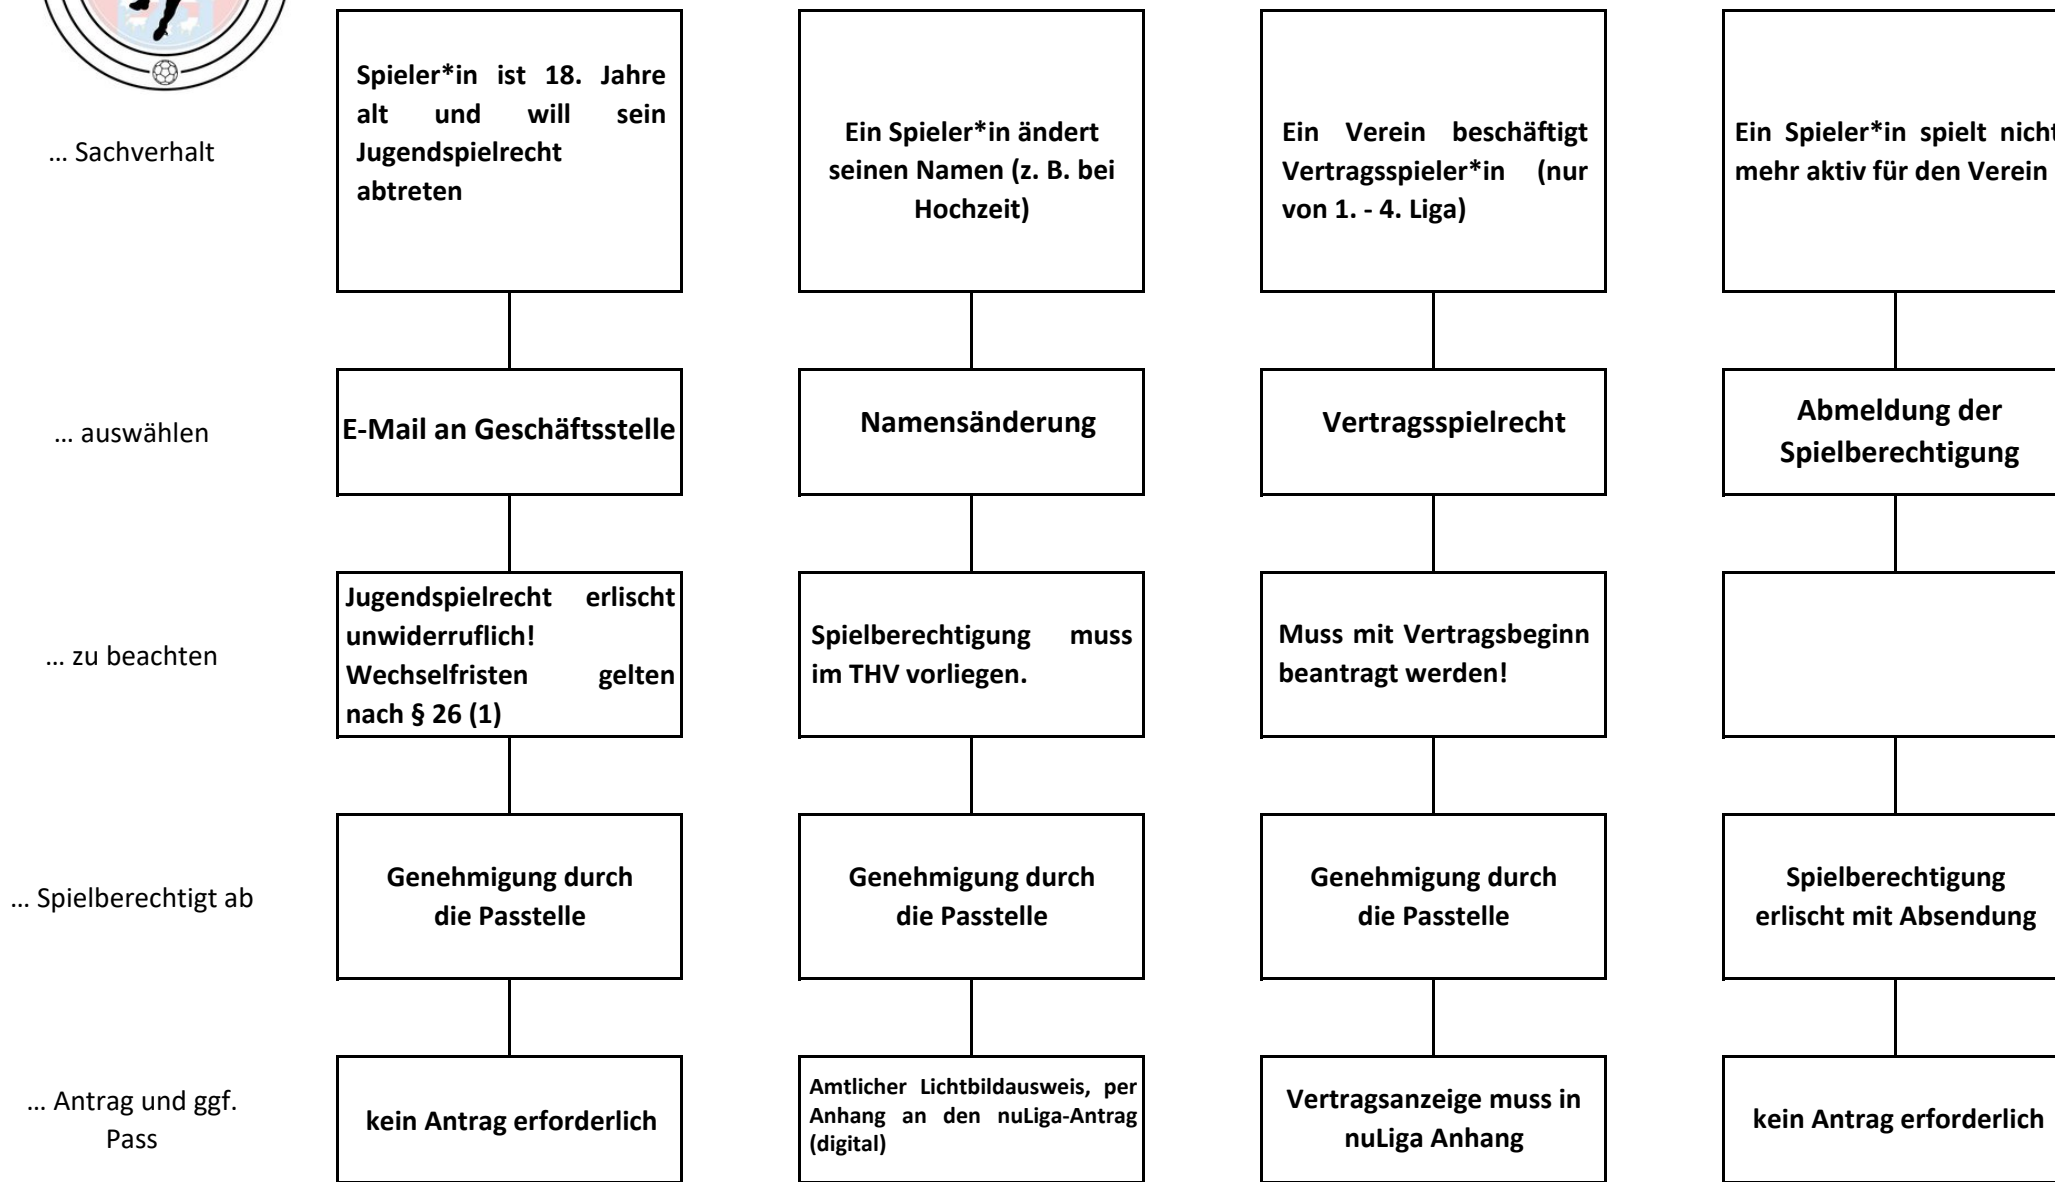 ... Sachverhalt
Spieler*in ist 18. Jahre
alt und will sein
Jugendspielrecht
abtreten
Ein Spieler*in ändert
seinen Namen (z. B. bei
Hochzeit)
Ein Verein beschäftigt
Vertragsspieler*in (nur
von 1. - 4. Liga)
Ein Spieler*in spielt nicht
mehr aktiv für den Verein
... auswählen
E-Mail an Geschäftsstelle
Namensänderung
Vertragsspielrecht
Abmeldung der
Spielberechtigung
... zu beachten
Jugendspielrecht erlischt
unwiderruflich!
Wechselfristen gelten
nach § 26 (1)
Spielberechtigung muss
im THV vorliegen.
Muss mit Vertragsbeginn
beantragt werden!
... Spielberechtigt ab
Genehmigung durch
die Passtelle
Genehmigung durch
die Passtelle
Genehmigung durch
die Passtelle
Spielberechtigung
erlischt mit Absendung
... Antrag und ggf.
Pass
kein Antrag erforderlich
Amtlicher Lichtbildausweis, per
Anhang an den nuLiga-Antrag
(digital)
Vertragsanzeige muss in
nuLiga Anhang
kein Antrag erforderlich